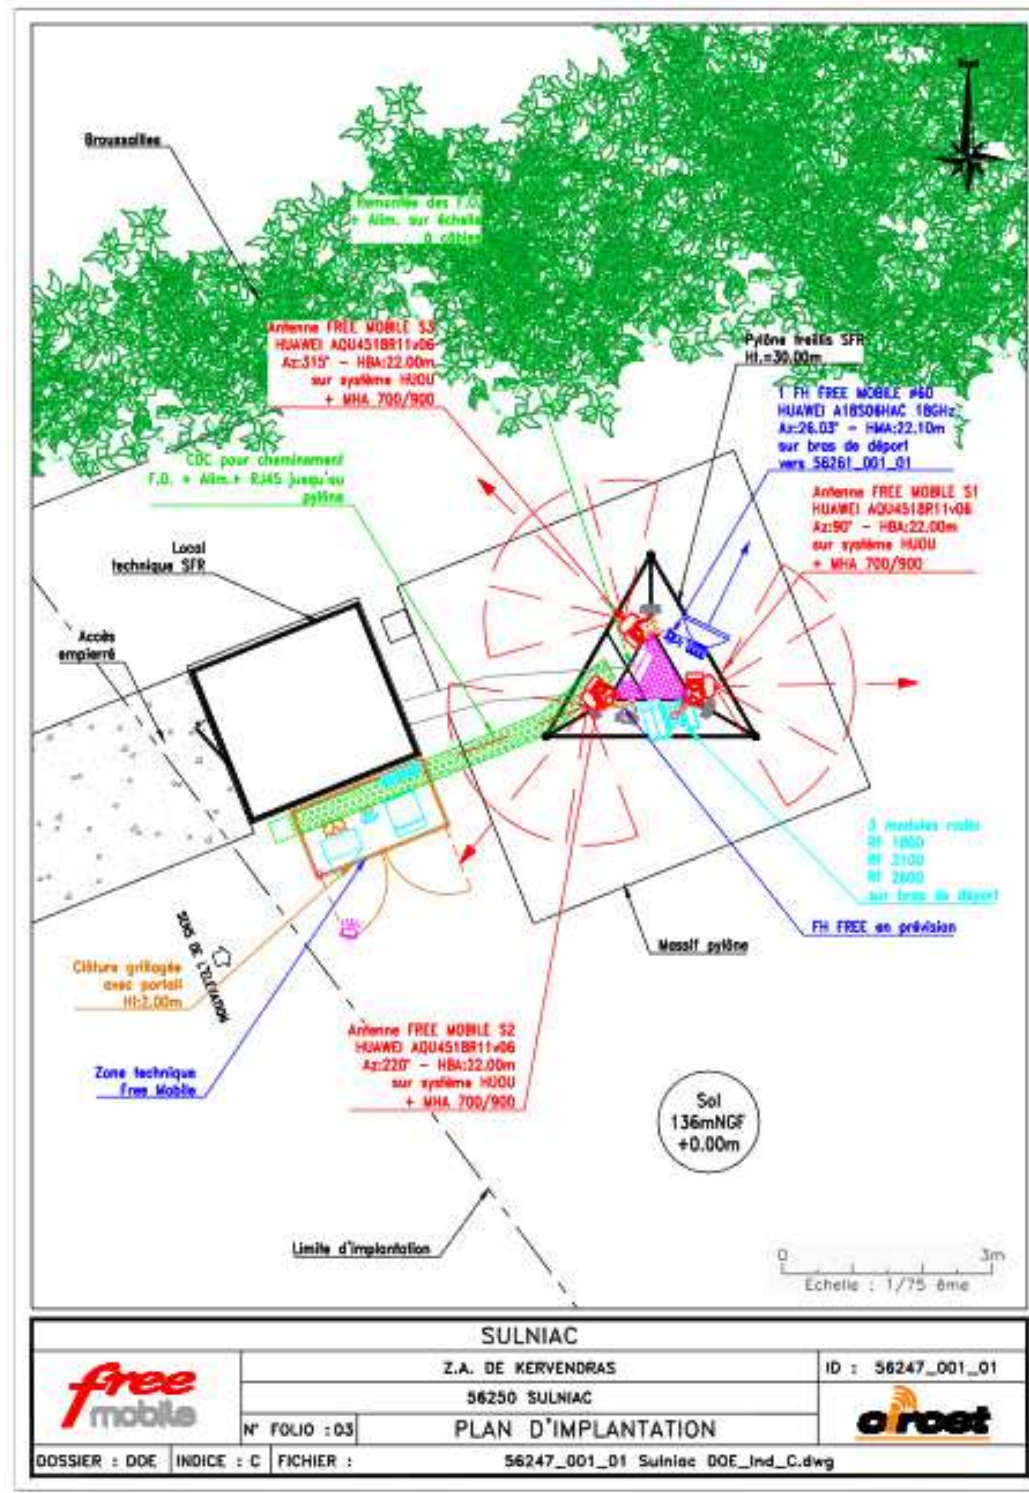 Nord
Broussailles
Remontée des F.O.
+ Alim. sur échelle
à câbles
Antenne FREE MOBILE S3
HUAWEI AQU4518R11v06
Az:315° - HBA:22.00m
sur système HUOU
+ MHA 700/900
Pylône treillis SFR
Ht.=30.00m
1 FH FREE MOBILE ø60
HUAWEI A18S06HAC 18GHz
Az:26.03° - HMA:22.10m
sur bras de déport
vers 56261_001_01
CDC pour cheminement
F.O. + Alim.+ RJ45 jusqu'au
pylône
Antenne FREE MOBILE S1
HUAWEI AQU4518R11v06
Az:90° - HBA:22.00m
sur système HUOU
+ MHA 700/900
Local
technique SFR
Accès
empierré
3 modules radio
RF 1800
RF 2100
RF 2600
sur bras de déport
FH FREE en prévision
Massif pylône
SENS DE L'ELEVATION
Clôture grillagée
avec portail
Ht:2.00m
Zone technique
Free Mobile
Antenne FREE MOBILE S2
HUAWEI AQU4518R11v06
Az:220° - HBA:22.00m
sur système HUOU
+ MHA 700/900
Sol
136mNGF
+0.00m
Limite d'implantation
0 3m
Echelle : 1/75 ème
SULNIAC
free
mobile
Z.A. DE KERVENDRAS
ID : 56247_001_01
56250 SULNIAC
N° FOLIO :03
PLAN D'IMPLANTATION
DOSSIER : DOE
INDICE : C
FICHIER :
56247_001_01 Sulniac DOE_Ind_C.dwg